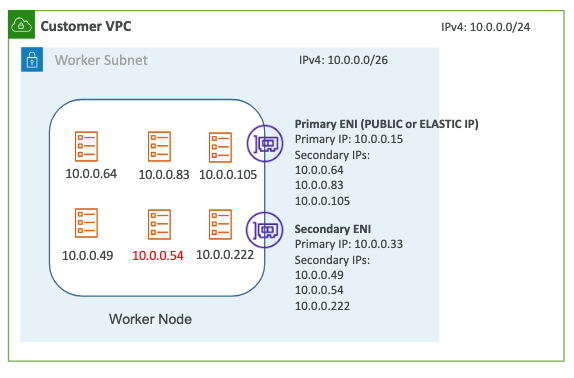 Customer VPC
IPv4: 10.0.0.0/24
Worker Subnet
IPv4: 10.0.0.0/26
10.0.0.64
10.0.0.83
10.0.0.105
10.0.0.49
10.0.0.54
10.0.0.222
Worker Node
Primary ENI (PUBLIC or ELASTIC IP)
Primary IP: 10.0.0.15
Secondary IPs:
10.0.0.64
10.0.0.83
10.0.0.105
Secondary ENI
Primary IP: 10.0.0.33
Secondary IPs:
10.0.0.49
10.0.0.54
10.0.0.222